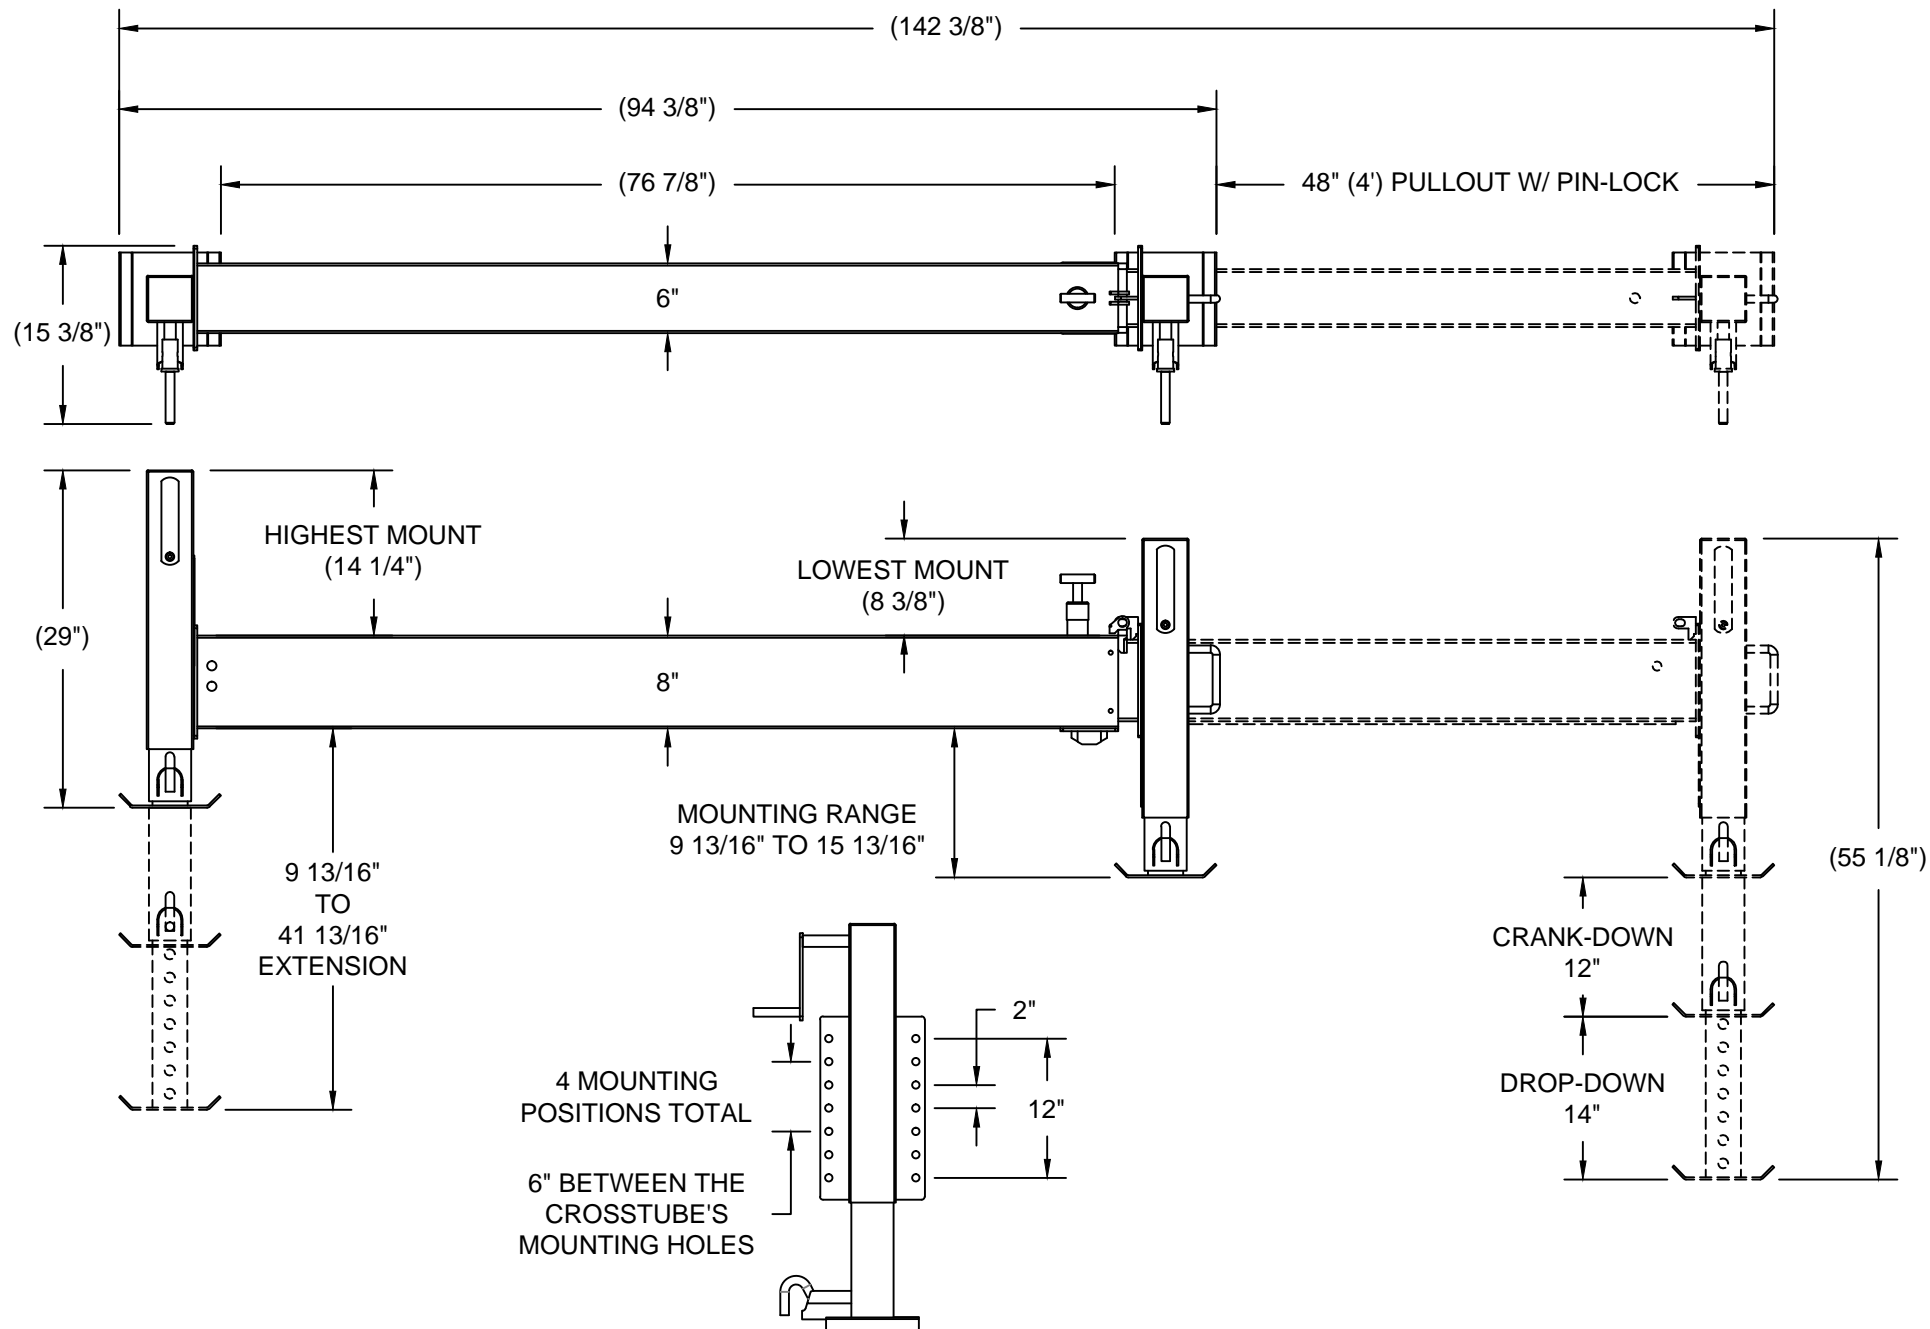 (142 3/8")
(94 3/8")
(76 7/8")
48" (4') PULLOUT W/ PIN-LOCK
6"
(15 3/8")
HIGHEST MOUNT
(14 1/4")
LOWEST MOUNT
(8 3/8")
(29")
8"
MOUNTING RANGE
9 13/16" TO 15 13/16"
9 13/16"
TO
41 13/16"
EXTENSION
(55 1/8")
CRANK-DOWN
12"
DROP-DOWN
14"
2"
12"
4 MOUNTING
POSITIONS TOTAL
6" BETWEEN THE
CROSSTUBE'S
MOUNTING HOLES